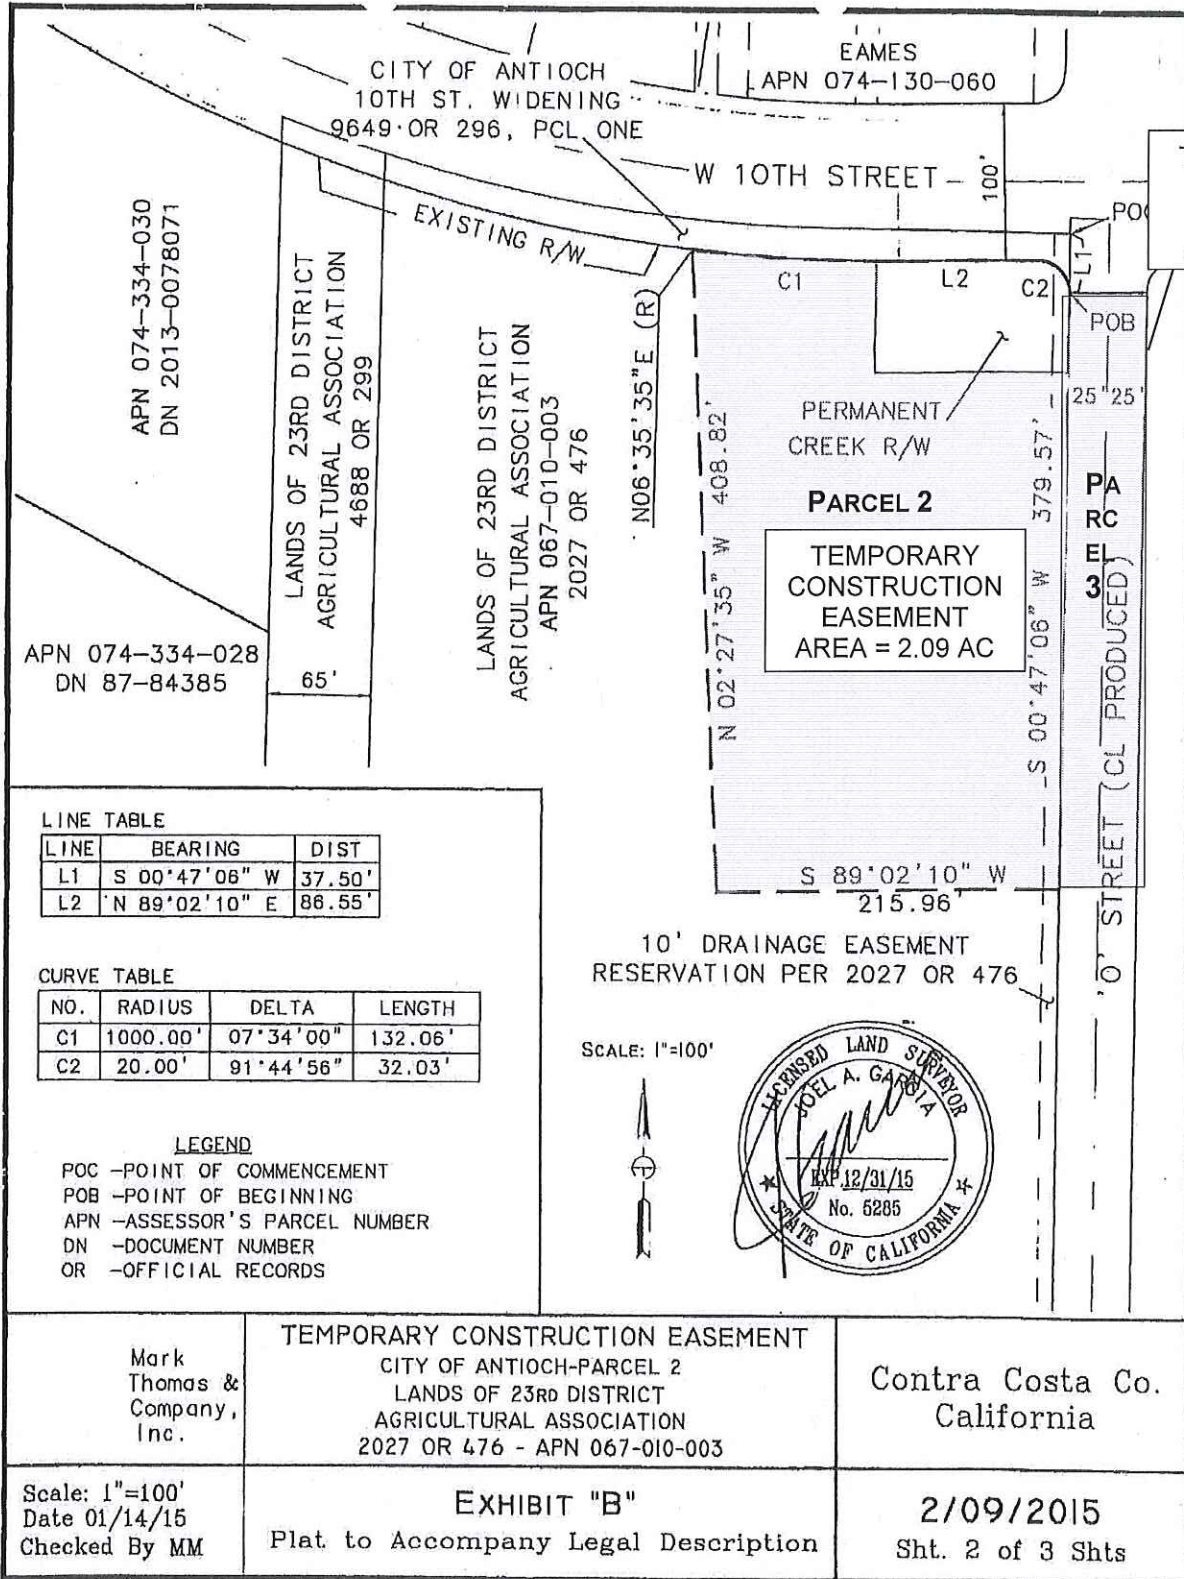 EAMES
APN 074-130-060
CITY OF ANTIOCH
10TH ST. WIDENING
9649 OR 296, PCL ONE
W 10TH STREET
100'
EXISTING R/W
APN 074-334-030
DN 2013-0078071
LANDS OF 23RD DISTRICT
AGRICULTURAL ASSOCIATION
4688 OR 299
LANDS OF 23RD DISTRICT
AGRICULTURAL ASSOCIATION
APN 067-010-003
2027 OR 476
N06°35'35"E (R)
C1
L2
C2
L1
POB
25' 25'
PERMANENT
CREEK R/W
N 02°27'35" W 408.82'
S 00°47'06" W 379.57'
PARCEL 2
TEMPORARY
CONSTRUCTION
EASEMENT
AREA = 2.09 AC
PA
RC
EL
3
'O' STREET (CL PRODUCED)
APN 074-334-028
DN 87-84385
65'
S 89°02'10" W
215.96'
10' DRAINAGE EASEMENT
RESERVATION PER 2027 OR 476
LINE TABLE
LINE BEARING DIST
L1 S 00°47'06" W 37.50'
L2 N 89°02'10" E 86.55'
CURVE TABLE
NO. RADIUS DELTA LENGTH
C1 1000.00' 07°34'00" 132.06'
C2 20.00' 91°44'56" 32.03'
LEGEND
POC -POINT OF COMMENCEMENT
POB -POINT OF BEGINNING
APN -ASSESSOR'S PARCEL NUMBER
DN -DOCUMENT NUMBER
OR -OFFICIAL RECORDS
SCALE: 1"=100'
LICENSED LAND SURVEYOR
JOEL A. GARCIA
EXP.12/31/15
No. 5285
STATE OF CALIFORNIA
Mark
Thomas &
Company,
Inc.
TEMPORARY CONSTRUCTION EASEMENT
CITY OF ANTIOCH-PARCEL 2
LANDS OF 23RD DISTRICT
AGRICULTURAL ASSOCIATION
2027 OR 476 - APN 067-010-003
Contra Costa Co.
California
Scale: 1"=100'
Date 01/14/15
Checked By MM
EXHIBIT "B"
Plat to Accompany Legal Description
2/09/2015
Sht. 2 of 3 Shts